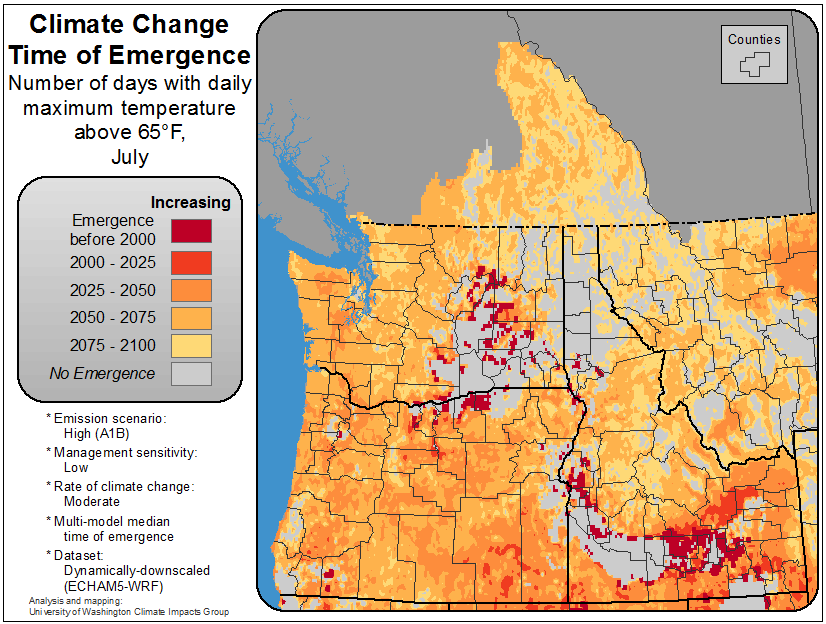 Climate Change
Time of Emergence
Number of days with daily
maximum temperature
above 65°F,
July
Increasing
Emergence
before 2000
2000 - 2025
2025 - 2050
2050 - 2075
2075 - 2100
No Emergence
* Emission scenario:
High (A1B)
* Management sensitivity:
Low
* Rate of climate change:
Moderate
* Multi-model median
time of emergence
* Dataset:
Dynamically-downscaled
(ECHAM5-WRF)
Analysis and mapping:
University of Washington Climate Impacts Group
Counties